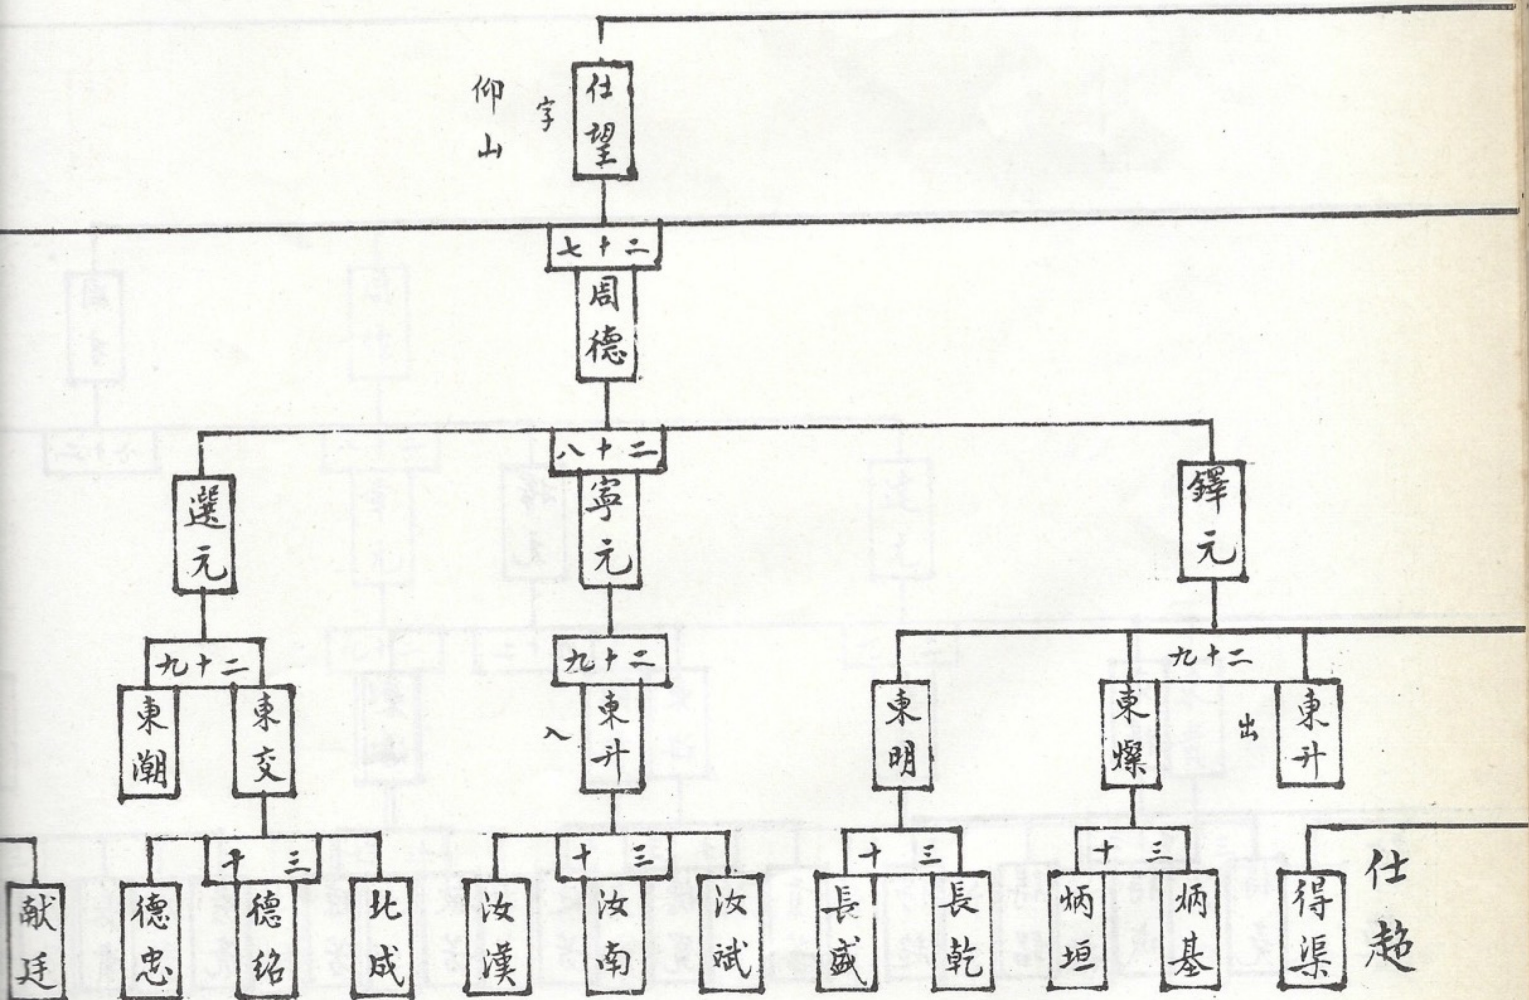 仕望
字
仰山
二十七
周德
二十八
鐸元
寧元
選元
二十九
東升
出
東燦
東明
二十九
東升
入
二十九
東交
東潮
仕超
得渠
三十
炳基
炳垣
三十
長乾
長盛
三十
汝斌
汝南
汝漢
三十
北成
德銘
德忠
献廷